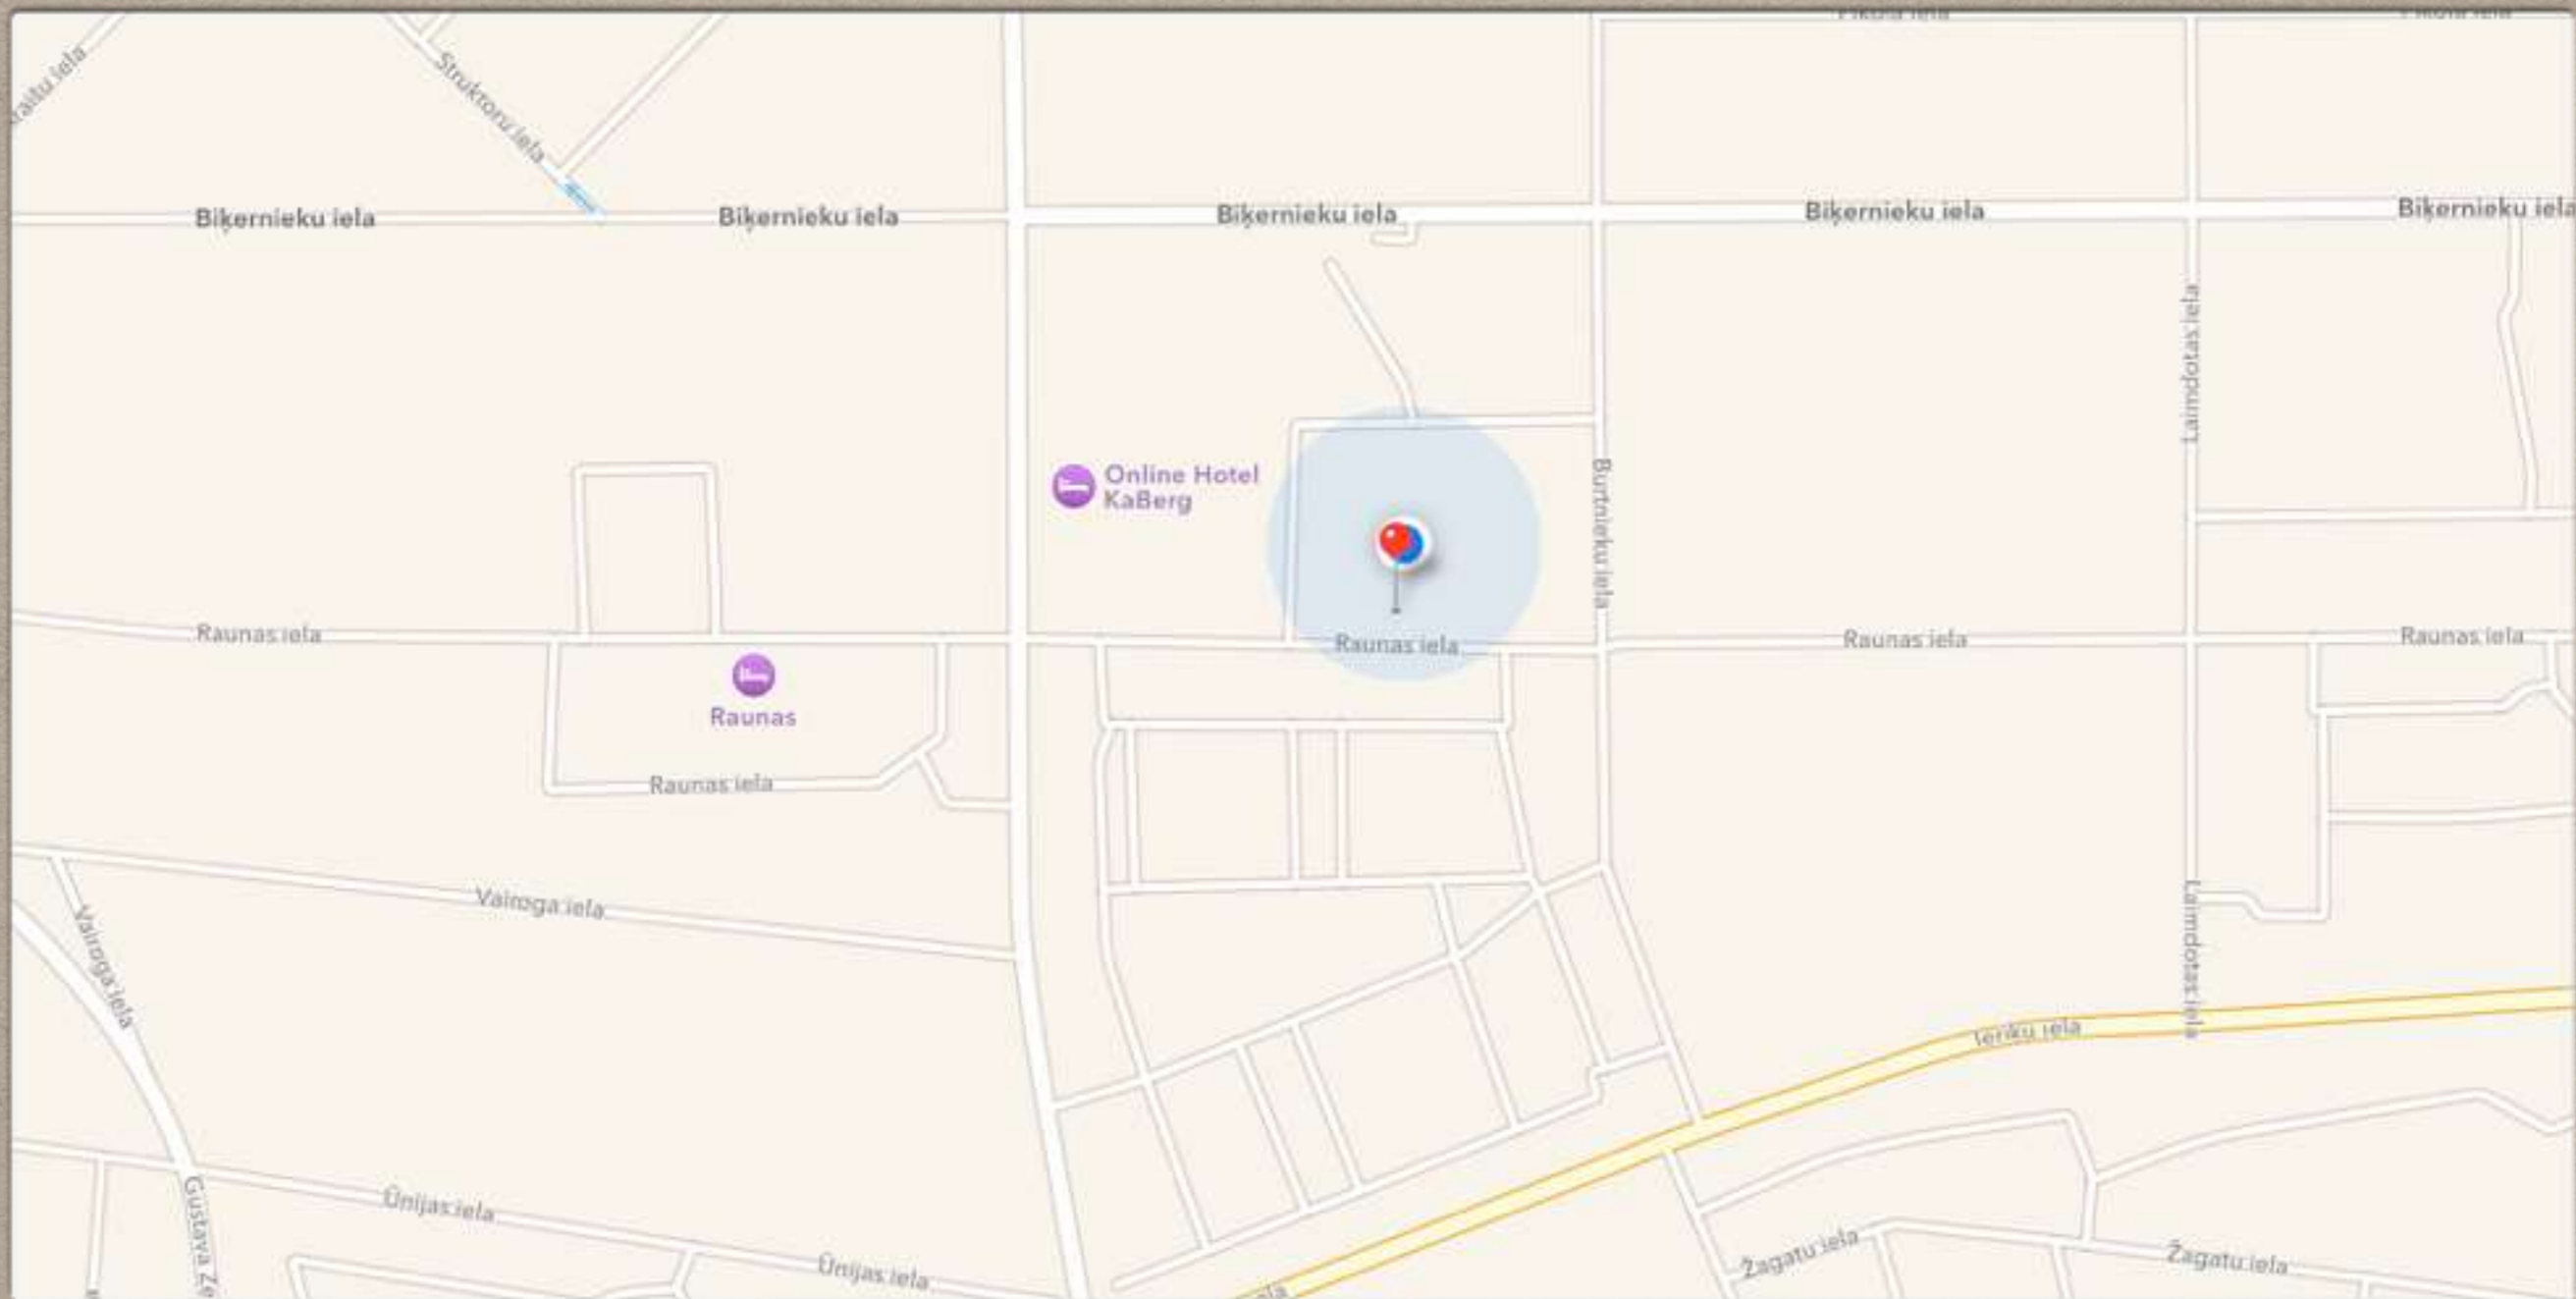 Struktoru iela
Biķernieku iela
Biķernieku iela
Biķernieku iela
Biķernieku iela
Biķernieku iela
Laimdotas iela
Online Hotel
KaBerg
Burtnieku iela
Raunas iela
Raunas iela
Raunas iela
Raunas iela
Raunas
Raunas iela
Vairoga iela
Vairoga iela
Laimdotas iela
Ieriķu iela
Gustava
Ūnijas iela
Ūnijas iela
Žagatu iela
Žagatu iela